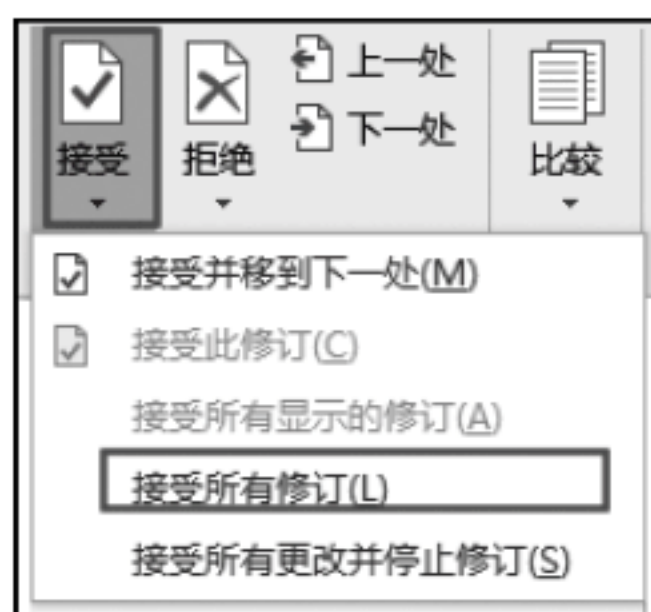 接受
拒绝
上一处
下一处
比较
接受并移到下一处(M)
接受此修订(C)
接受所有显示的修订(A)
接受所有修订(L)
接受所有更改并停止修订(S)